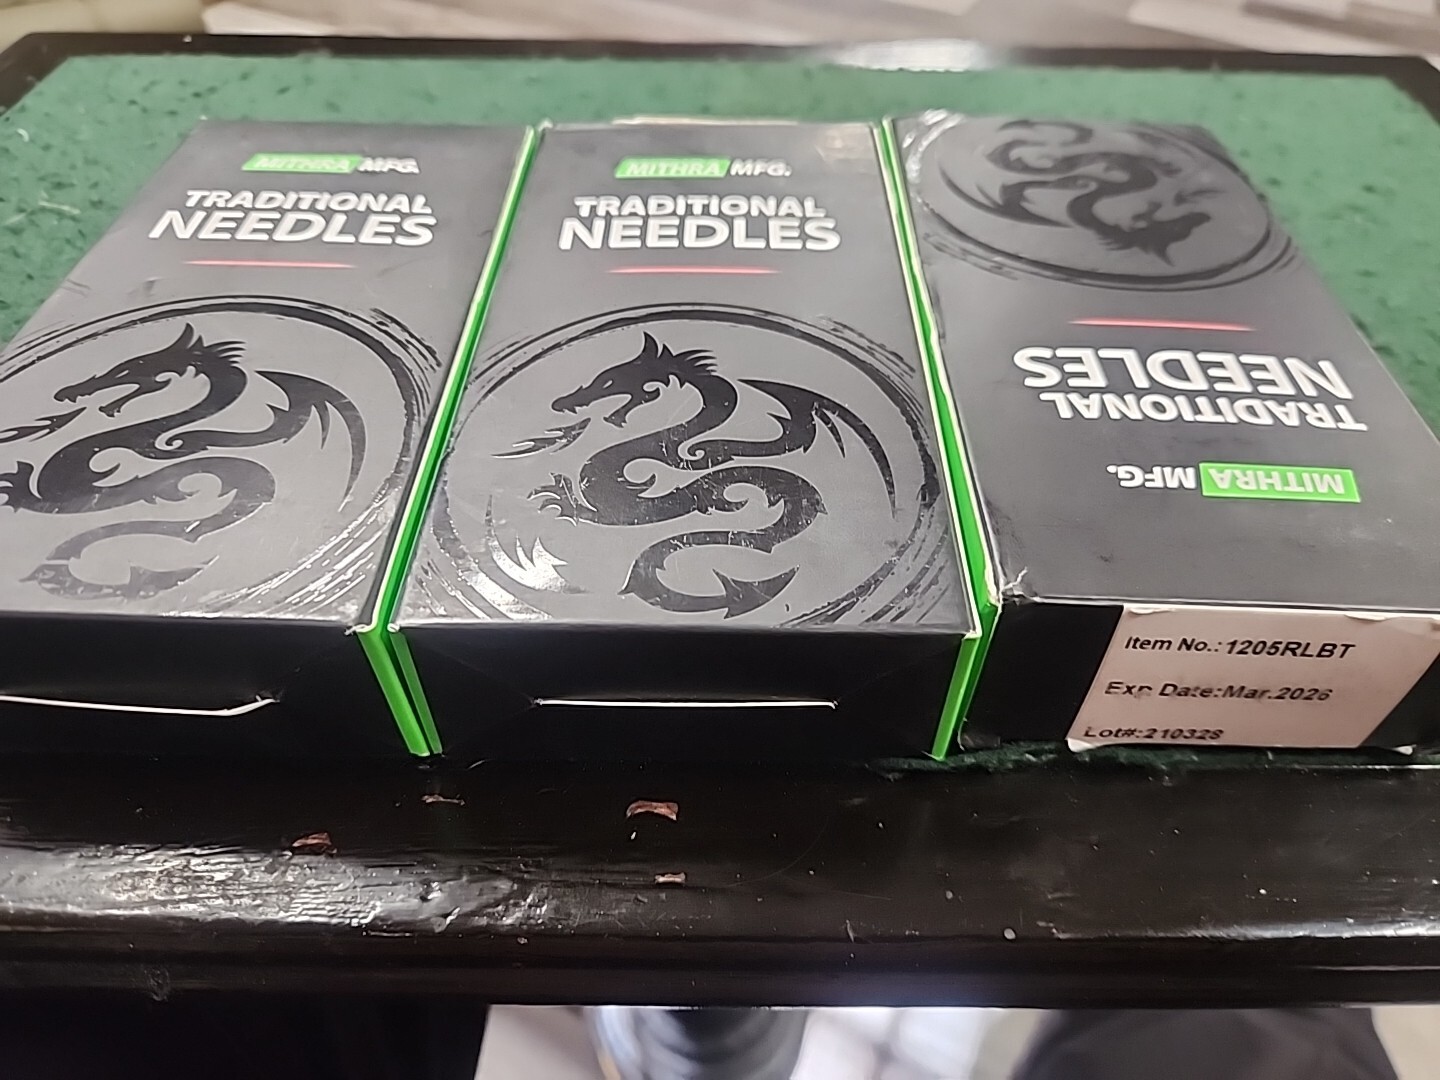 MITHRA MFG.
TRADITIONAL
NEEDLES
MITHRA MFG.
TRADITIONAL
NEEDLES
MITHRA MFG.
TRADITIONAL
NEEDLES
Item No.:1205RLBT
Exp Date:Mar.2026
Lot#:210328